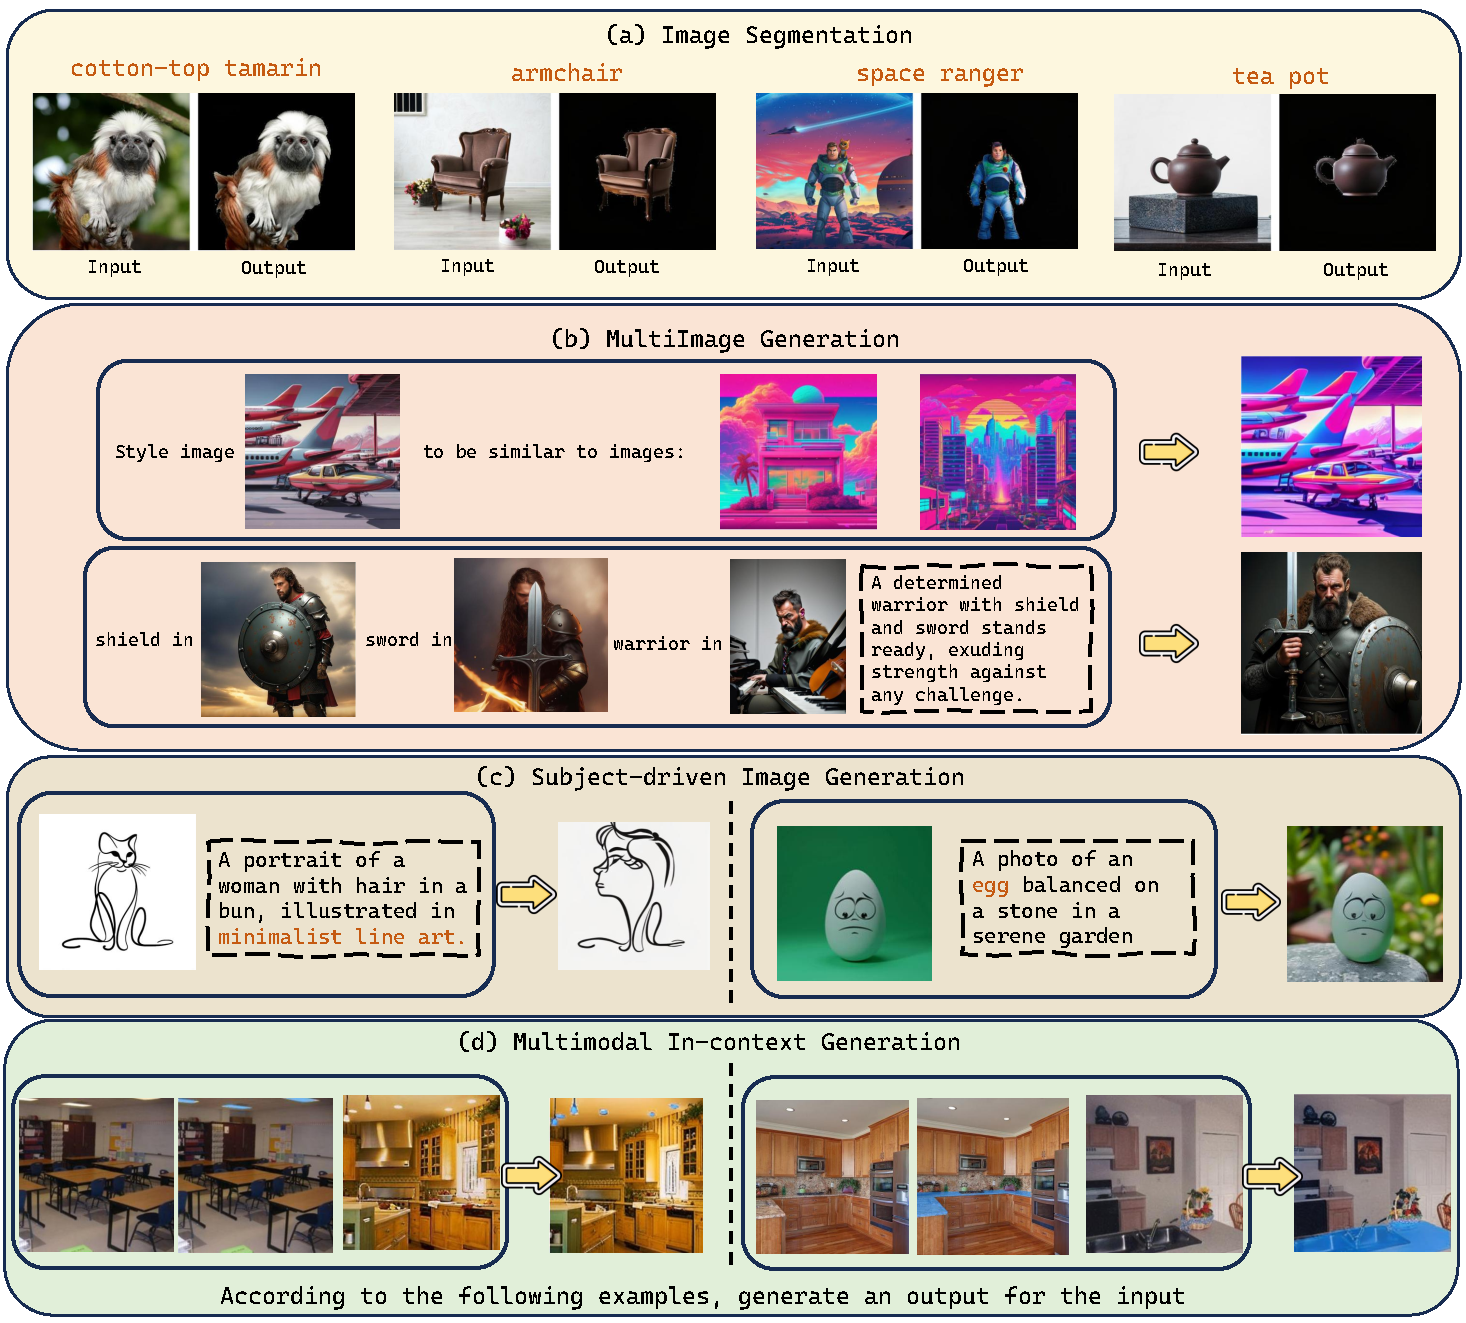 (a) Image Segmentation
cotton-top tamarin
armchair
space ranger
tea pot
Input
Output
Input
Output
Input
Output
Input
Output
(b) MultiImage Generation
Style image
to be similar to images:
shield in
sword in
warrior in
A determined
warrior with shield
and sword stands
ready, exuding
strength against
any challenge.
(c) Subject-driven Image Generation
A portrait of a
woman with hair in a
bun, illustrated in
minimalist line art.
A photo of an
egg balanced on
a stone in a
serene garden
(d) Multimodal In-context Generation
According to the following examples, generate an output for the input